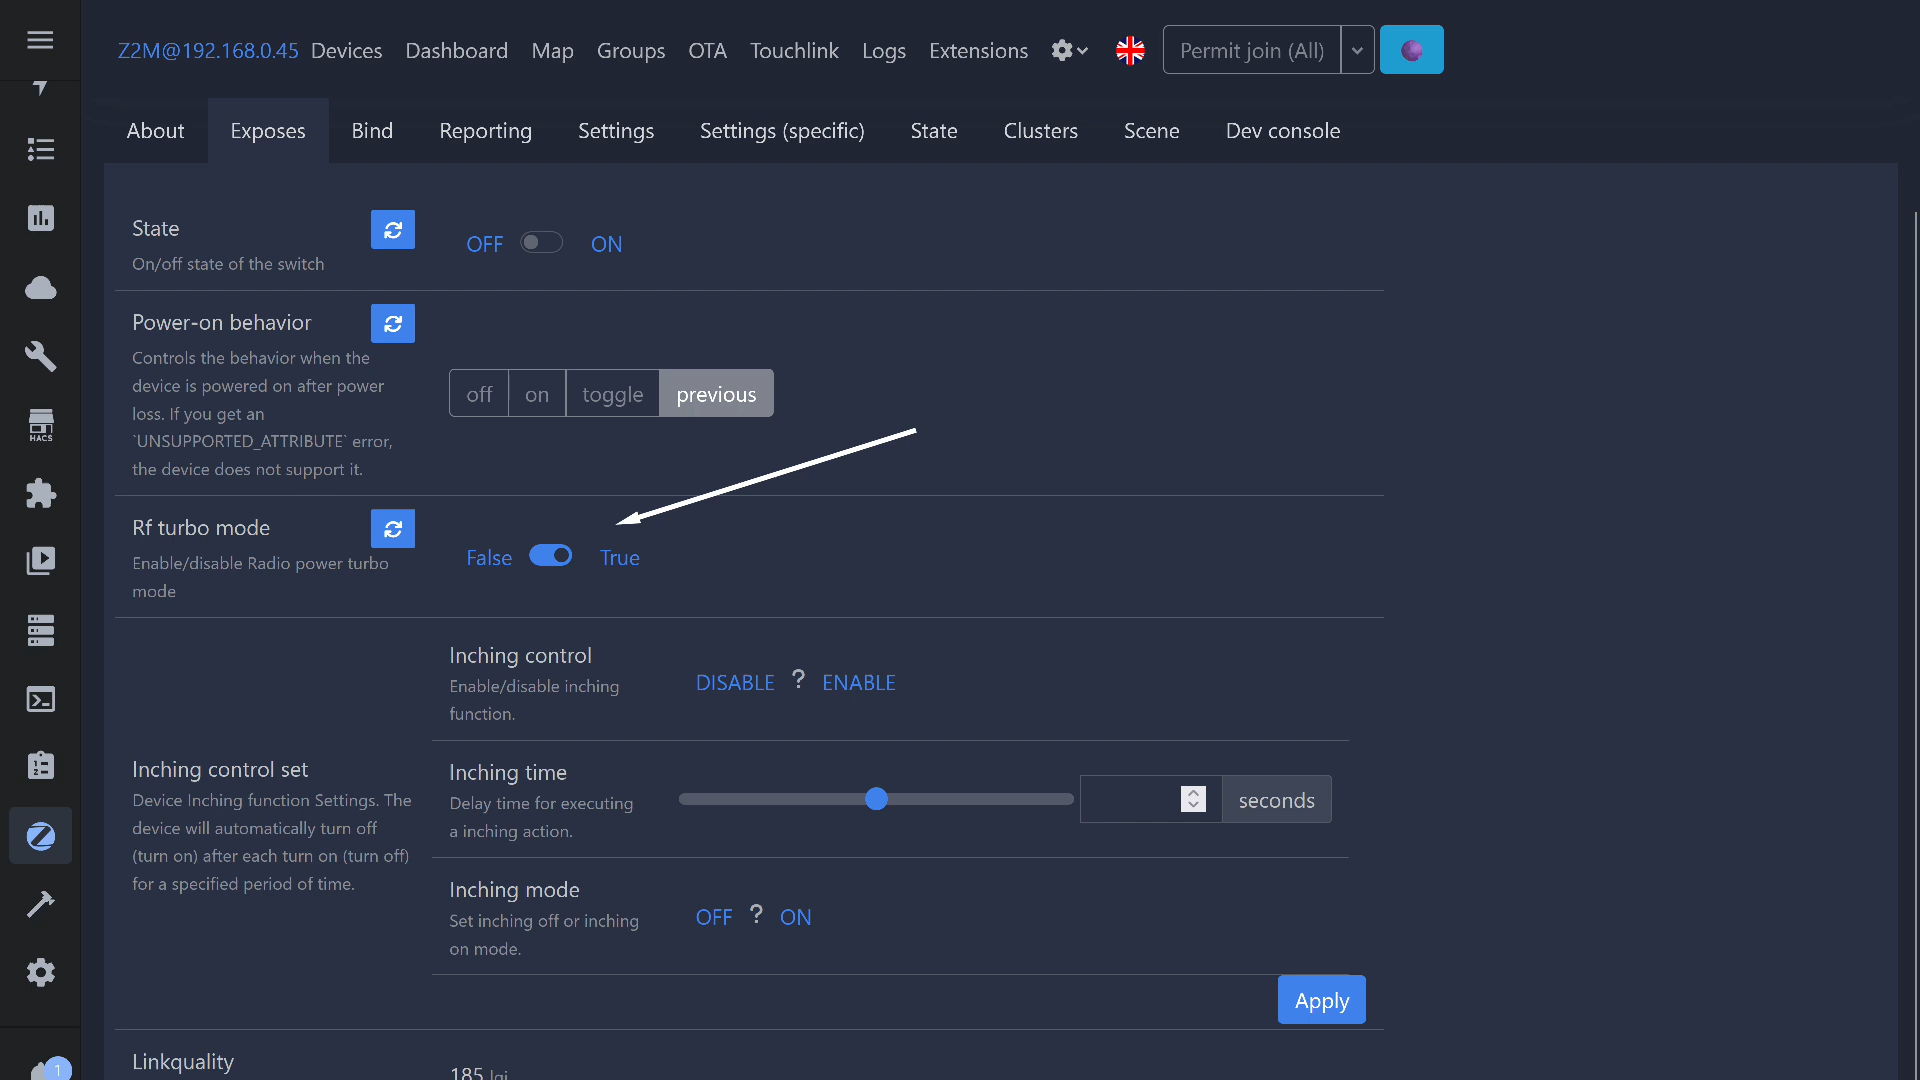 Z2M@192.168.0.45 Devices Dashboard Map Groups OTA Touchlink Logs Extensions Permit join (All)
About Exposes Bind Reporting Settings Settings (specific) State Clusters Scene Dev console
State
On/off state of the switch
OFF ON
Power-on behavior
Controls the behavior when the
device is powered on after power
loss. If you get an
`UNSUPPORTED_ATTRIBUTE` error,
the device does not support it.
off on toggle previous
Rf turbo mode
Enable/disable Radio power turbo
mode
False True
Inching control set
Device Inching function Settings. The
device will automatically turn off
(turn on) after each turn on (turn off)
for a specified period of time.
Inching control
Enable/disable inching
function.
DISABLE ? ENABLE
Inching time
Delay time for executing
a inching action.
seconds
Inching mode
Set inching off or inching
on mode.
OFF ? ON
Apply
Linkquality
185 lqi
HACS
1